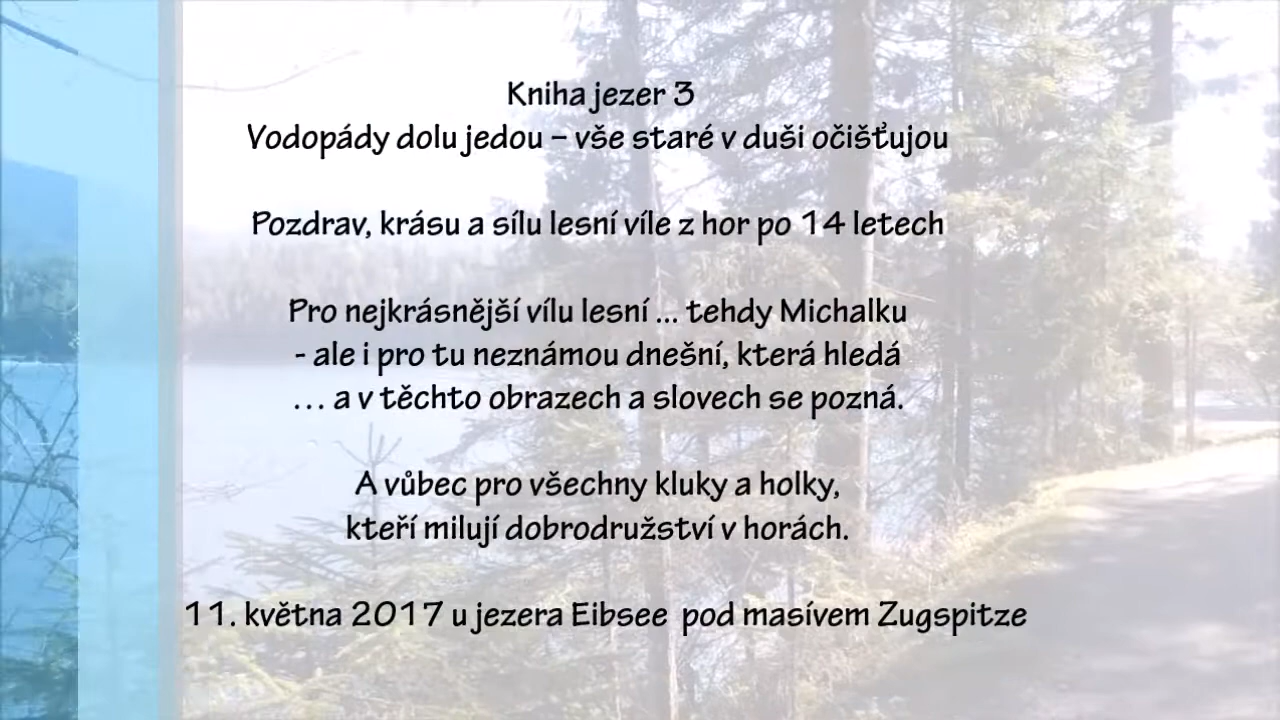 Kniha jezer 3
Vodopády dolu jedou – vše staré v duši očišťujou
Pozdrav, krásu a sílu lesní víle z hor po 14 letech
Pro nejkrásnější vílu lesní ... tehdy Michalku
- ale i pro tu neznámou dnešní, která hledá
... a v těchto obrazech a slovech se pozná.
A vůbec pro všechny kluky a holky,
kteří milují dobrodružství v horách.
11. května 2017 u jezera Eibsee pod masívem Zugspitze